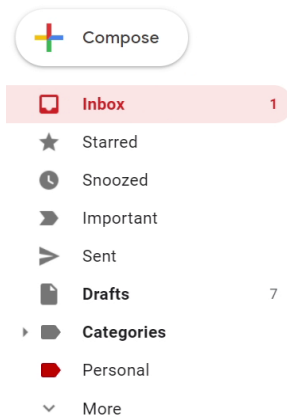 Compose
Inbox 1
Starred
Snoozed
Important
Sent
Drafts 7
Categories
Personal
More